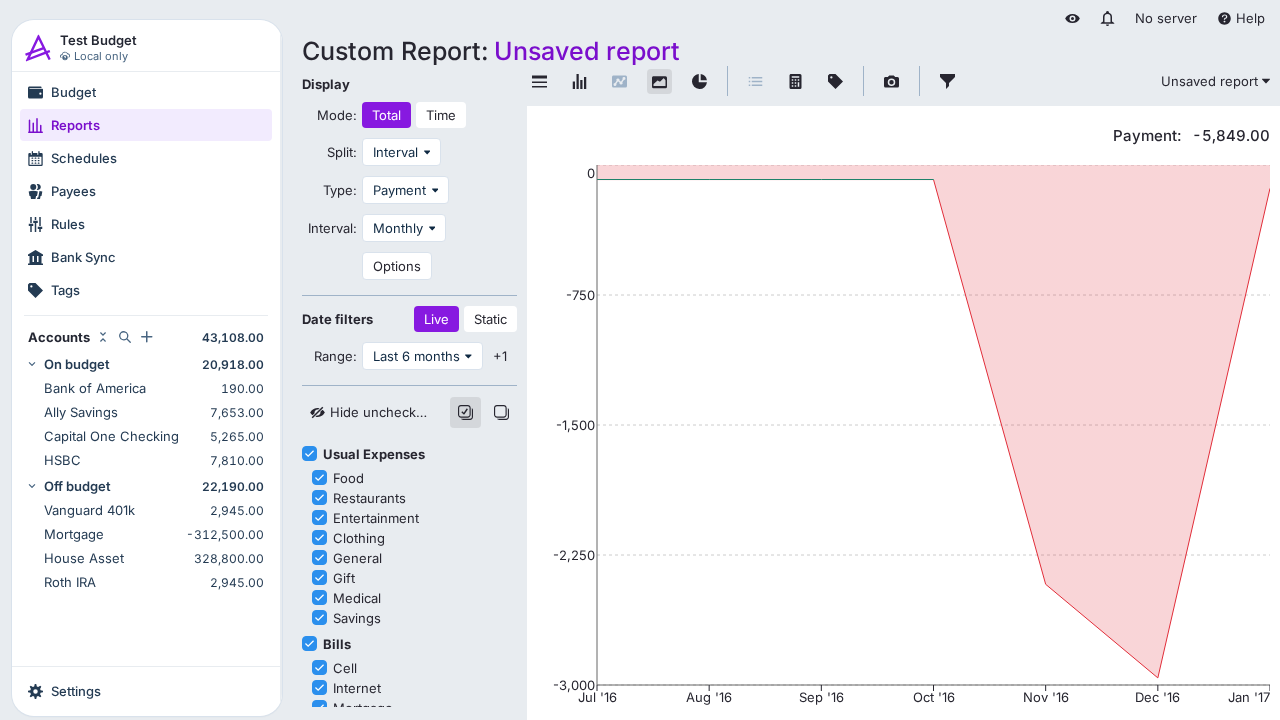 No server
Help
Test Budget
Local only
Budget
Reports
Schedules
Payees
Rules
Bank Sync
Tags
Accounts 43,108.00
On budget 20,918.00
Bank of America 190.00
Ally Savings 7,653.00
Capital One Checking 5,265.00
HSBC 7,810.00
Off budget 22,190.00
Vanguard 401k 2,945.00
Mortgage -312,500.00
House Asset 328,800.00
Roth IRA 2,945.00
Settings
Custom Report: Unsaved report
Display
Mode: Total Time
Split: Interval
Type: Payment
Interval: Monthly
Options
Date filters Live Static
Range: Last 6 months +1
Hide uncheck...
Usual Expenses
Food
Restaurants
Entertainment
Clothing
General
Gift
Medical
Savings
Bills
Cell
Internet
Mortgage
Unsaved report
Payment: -5,849.00
0
-750
-1,500
-2,250
-3,000
Jul '16 Aug '16 Sep '16 Oct '16 Nov '16 Dec '16 Jan '17